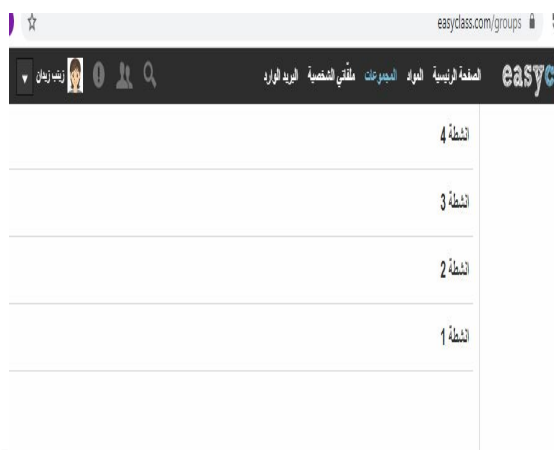 easyclass.com/groups
easyc الصفحة الرئيسية المواد المجموعات ملفاتي الشخصية البريد الوارد زينب زيدان
انشطة 4
انشطة 3
انشطة 2
انشطة 1